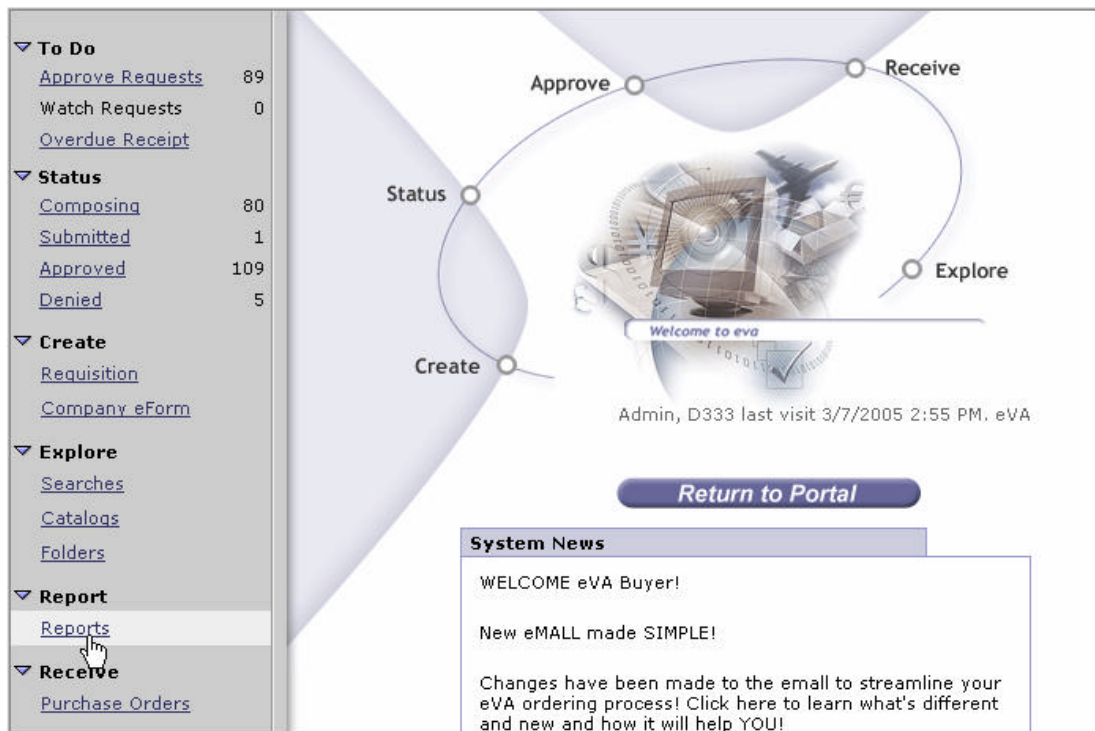 To Do
Approve Requests 89
Watch Requests 0
Overdue Receipt
Status
Composing 80
Submitted 1
Approved 109
Denied 5
Create
Requisition
Company eForm
Explore
Searches
Catalogs
Folders
Report
Reports
Receive
Purchase Orders
Approve
Receive
Status
Explore
Create
Welcome to eva
Admin, D333 last visit 3/7/2005 2:55 PM. eVA
Return to Portal
System News
WELCOME eVA Buyer!
New eMALL made SIMPLE!
Changes have been made to the emall to streamline your
eVA ordering process! Click here to learn what's different
and new and how it will help YOU!